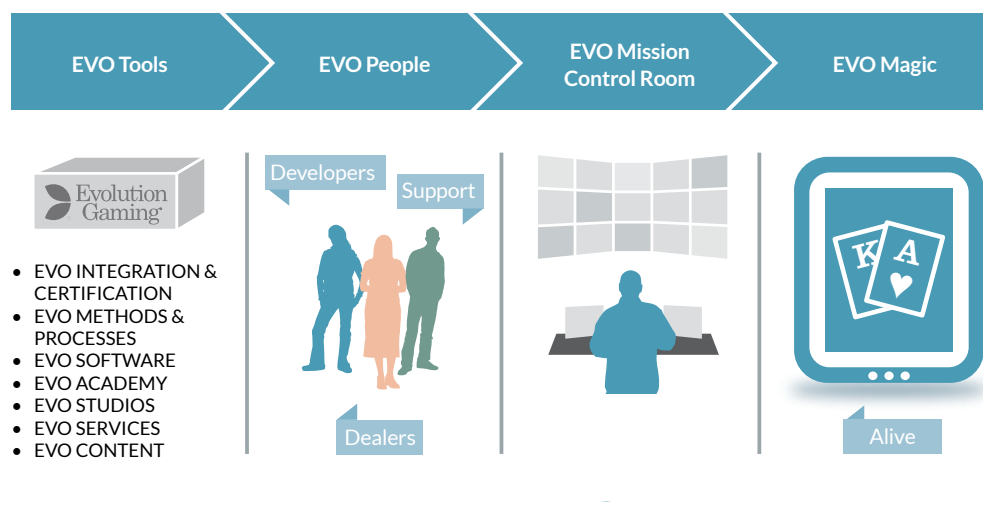 EVO Tools
EVO People
EVO Mission
Control Room
EVO Magic
Evolution
Gaming
• EVO INTEGRATION &
CERTIFICATION
• EVO METHODS &
PROCESSES
• EVO SOFTWARE
• EVO ACADEMY
• EVO STUDIOS
• EVO SERVICES
• EVO CONTENT
Developers
Support
Dealers
K
A
Alive